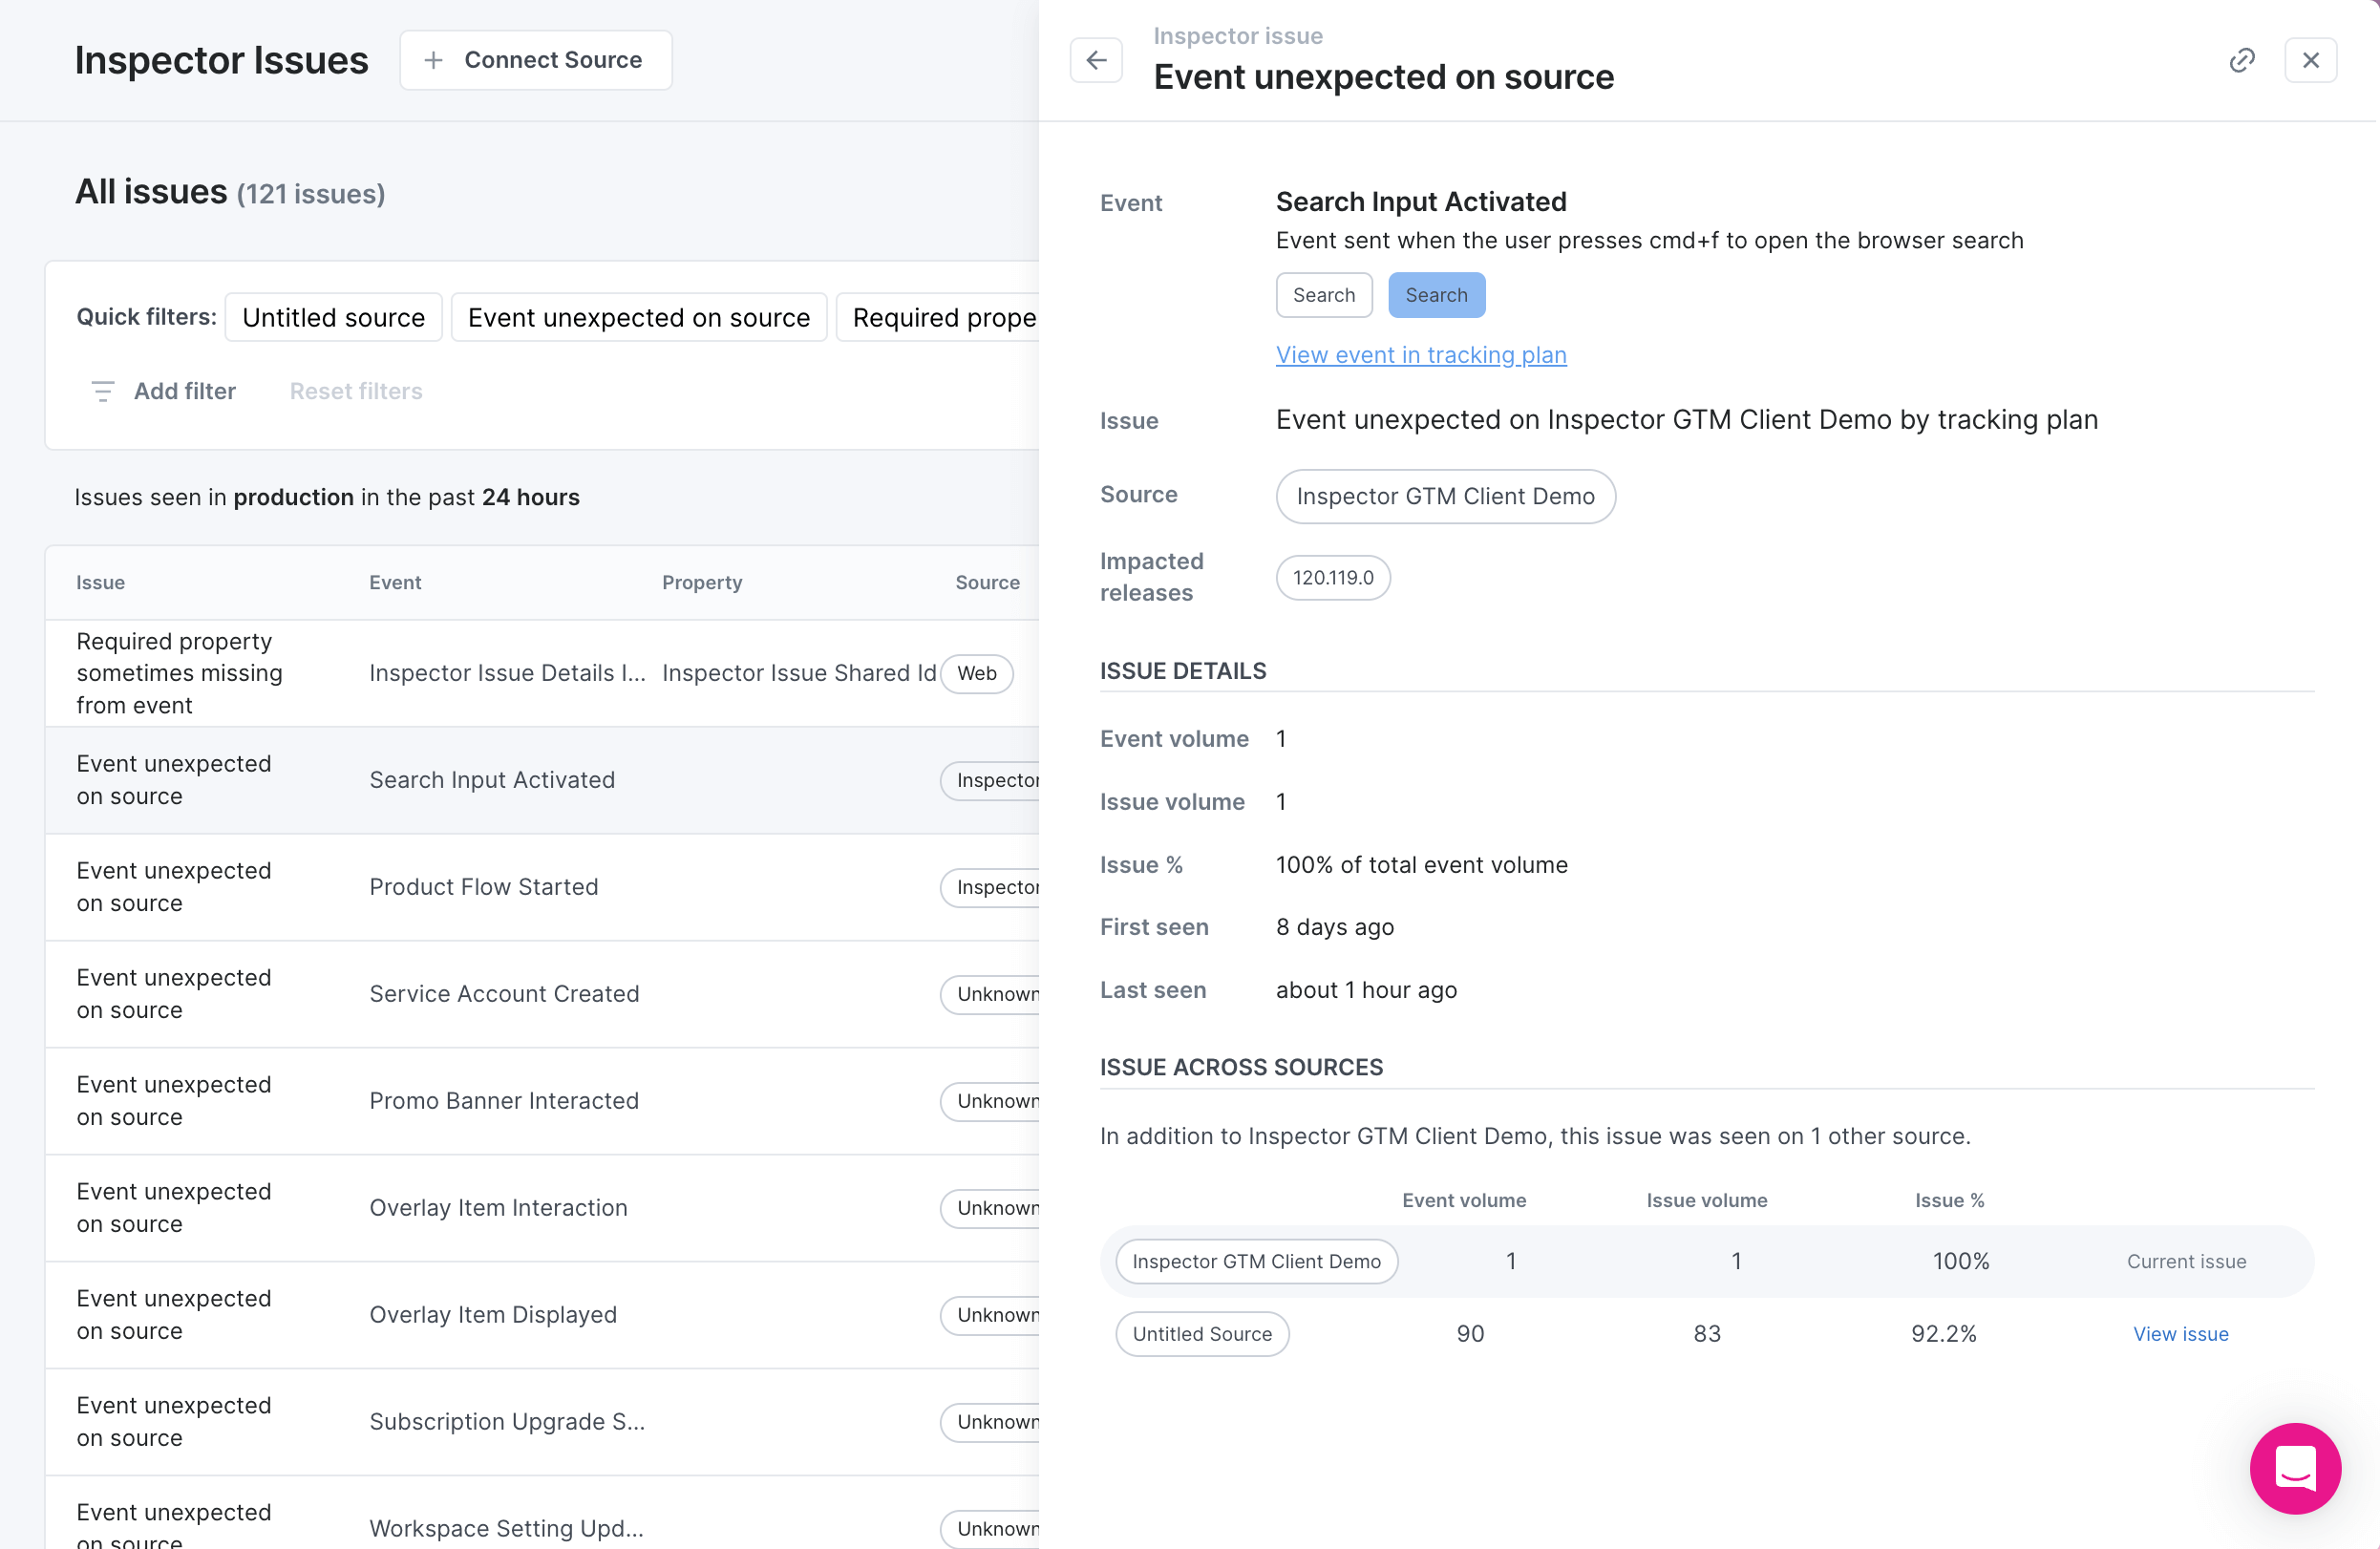 Inspector Issues
Connect Source
All issues (121 issues)
Quick filters: Untitled source Event unexpected on source Required prope
Add filter Reset filters
Issues seen in production in the past 24 hours
Issue Event Property Source
Required property
sometimes missing
from event
Inspector Issue Details I... Inspector Issue Shared Id Web
Event unexpected
on source
Search Input Activated Inspector
Event unexpected
on source
Product Flow Started Inspector
Event unexpected
on source
Service Account Created Unknown
Event unexpected
on source
Promo Banner Interacted Unknown
Event unexpected
on source
Overlay Item Interaction Unknown
Event unexpected
on source
Overlay Item Displayed Unknown
Event unexpected
on source
Subscription Upgrade S... Unknown
Event unexpected
on source
Workspace Setting Upd... Unknown
Inspector issue
Event unexpected on source
Event Search Input Activated
Event sent when the user presses cmd+f to open the browser search
Search Search
View event in tracking plan
Issue Event unexpected on Inspector GTM Client Demo by tracking plan
Source Inspector GTM Client Demo
Impacted
releases
120.119.0
ISSUE DETAILS
Event volume 1
Issue volume 1
Issue % 100% of total event volume
First seen 8 days ago
Last seen about 1 hour ago
ISSUE ACROSS SOURCES
In addition to Inspector GTM Client Demo, this issue was seen on 1 other source.
Event volume Issue volume Issue %
Inspector GTM Client Demo 1 1 100% Current issue
Untitled Source 90 83 92.2% View issue